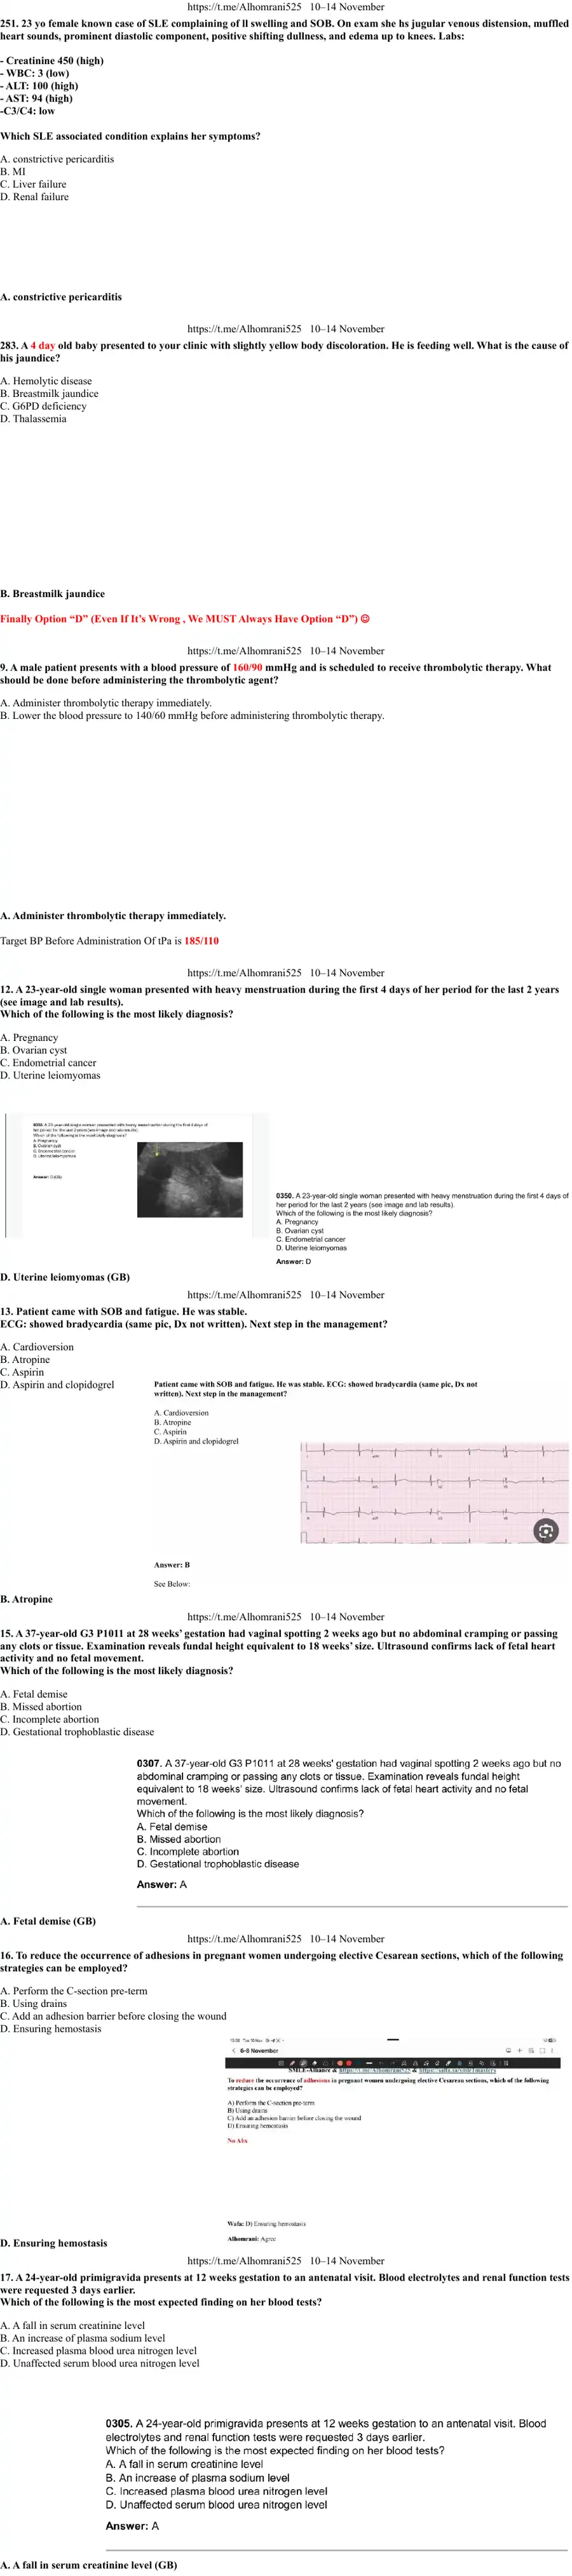 https://t.me/Alhomrani525 10–14 November
251. 23 yo female known case of SLE complaining of ll swelling and SOB. On exam she hs jugular venous distension, muffled
heart sounds, prominent diastolic component, positive shifting dullness, and edema up to knees. Labs:
- Creatinine 450 (high)
- WBC: 3 (low)
- ALT: 100 (high)
- AST: 94 (high)
-C3/C4: low
Which SLE associated condition explains her symptoms?
A. constrictive pericarditis
B. MI
C. Liver failure
D. Renal failure
A. constrictive pericarditis
https://t.me/Alhomrani525 10–14 November
283. A 4 day old baby presented to your clinic with slightly yellow body discoloration. He is feeding well. What is the cause of
his jaundice?
A. Hemolytic disease
B. Breastmilk jaundice
C. G6PD deficiency
D. Thalassemia
B. Breastmilk jaundice
Finally Option “D” (Even If It’s Wrong , We MUST Always Have Option “D”) ☺
https://t.me/Alhomrani525 10–14 November
9. A male patient presents with a blood pressure of 160/90 mmHg and is scheduled to receive thrombolytic therapy. What
should be done before administering the thrombolytic agent?
A. Administer thrombolytic therapy immediately.
B. Lower the blood pressure to 140/60 mmHg before administering thrombolytic therapy.
A. Administer thrombolytic therapy immediately.
Target BP Before Administration Of tPa is 185/110
https://t.me/Alhomrani525 10–14 November
12. A 23-year-old single woman presented with heavy menstruation during the first 4 days of her period for the last 2 years
(see image and lab results).
Which of the following is the most likely diagnosis?
A. Pregnancy
B. Ovarian cyst
C. Endometrial cancer
D. Uterine leiomyomas
0350. A 23-year-old single woman presented with heavy menstruation during the first 4 days of
her period for the last 2 years (see image and lab results).
Which of the following is the most likely diagnosis?
A. Pregnancy
B. Ovarian cyst
C. Endometrial cancer
D. Uterine leiomyomas
Answer: D
D. Uterine leiomyomas (GB)
https://t.me/Alhomrani525 10–14 November
13. Patient came with SOB and fatigue. He was stable.
ECG: showed bradycardia (same pic, Dx not written). Next step in the management?
A. Cardioversion
B. Atropine
C. Aspirin
D. Aspirin and clopidogrel
Patient came with SOB and fatigue. He was stable. ECG: showed bradycardia (same pic, Dx not
written). Next step in the management?
A. Cardioversion
B. Atropine
C. Aspirin
D. Aspirin and clopidogrel
Answer: B
See Below:
B. Atropine
https://t.me/Alhomrani525 10–14 November
15. A 37-year-old G3 P1011 at 28 weeks’ gestation had vaginal spotting 2 weeks ago but no abdominal cramping or passing
any clots or tissue. Examination reveals fundal height equivalent to 18 weeks’ size. Ultrasound confirms lack of fetal heart
activity and no fetal movement.
Which of the following is the most likely diagnosis?
A. Fetal demise
B. Missed abortion
C. Incomplete abortion
D. Gestational trophoblastic disease
0307. A 37-year-old G3 P1011 at 28 weeks' gestation had vaginal spotting 2 weeks ago but no
abdominal cramping or passing any clots or tissue. Examination reveals fundal height
equivalent to 18 weeks' size. Ultrasound confirms lack of fetal heart activity and no fetal
movement.
Which of the following is the most likely diagnosis?
A. Fetal demise
B. Missed abortion
C. Incomplete abortion
D. Gestational trophoblastic disease
Answer: A
A. Fetal demise (GB)
https://t.me/Alhomrani525 10–14 November
16. To reduce the occurrence of adhesions in pregnant women undergoing elective Cesarean sections, which of the following
strategies can be employed?
A. Perform the C-section pre-term
B. Using drains
C. Add an adhesion barrier before closing the wound
D. Ensuring hemostasis
6-8 November
To reduce the occurrence of adhesions in pregnant women undergoing elective Cesarean sections, which of the following
strategies can be employed?
A) Perform the C-section pre-term
B) Using drains
C) Add an adhesion barrier before closing the wound
D) Ensuring hemostasis
Wafa: D) Ensuring hemostasis
Alhomrani: Agree
D. Ensuring hemostasis
https://t.me/Alhomrani525 10–14 November
17. A 24-year-old primigravida presents at 12 weeks gestation to an antenatal visit. Blood electrolytes and renal function tests
were requested 3 days earlier.
Which of the following is the most expected finding on her blood tests?
A. A fall in serum creatinine level
B. An increase of plasma sodium level
C. Increased plasma blood urea nitrogen level
D. Unaffected serum blood urea nitrogen level
0305. A 24-year-old primigravida presents at 12 weeks gestation to an antenatal visit. Blood
electrolytes and renal function tests were requested 3 days earlier.
Which of the following is the most expected finding on her blood tests?
A. A fall in serum creatinine level
B. An increase of plasma sodium level
C. Increased plasma blood urea nitrogen level
D. Unaffected serum blood urea nitrogen level
Answer: A
A. A fall in serum creatinine level (GB)